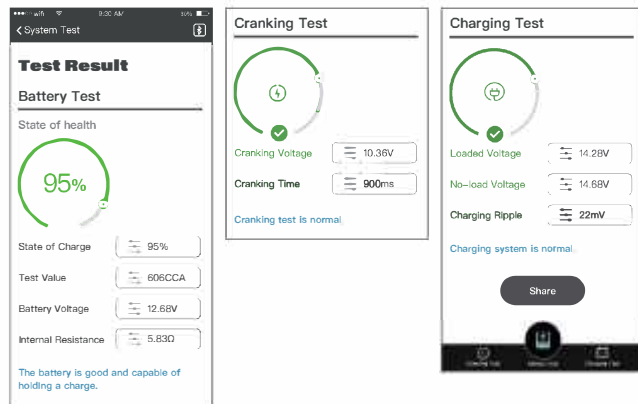 wifi 9:30 AM
System Test
Test Result
Battery Test
State of health
95%
State of Charge 95%
Test Value 606CCA
Battery Voltage 12.68V
Internal Resistance 5.83Ω
The battery is good and capable of
holding a charge.
Cranking Test
Cranking Voltage 10.36V
Cranking Time 900ms
Cranking test is normal
Charging Test
Loaded Voltage 14.28V
No-load Voltage 14.68V
Charging Ripple 22mV
Charging system is normal
Share